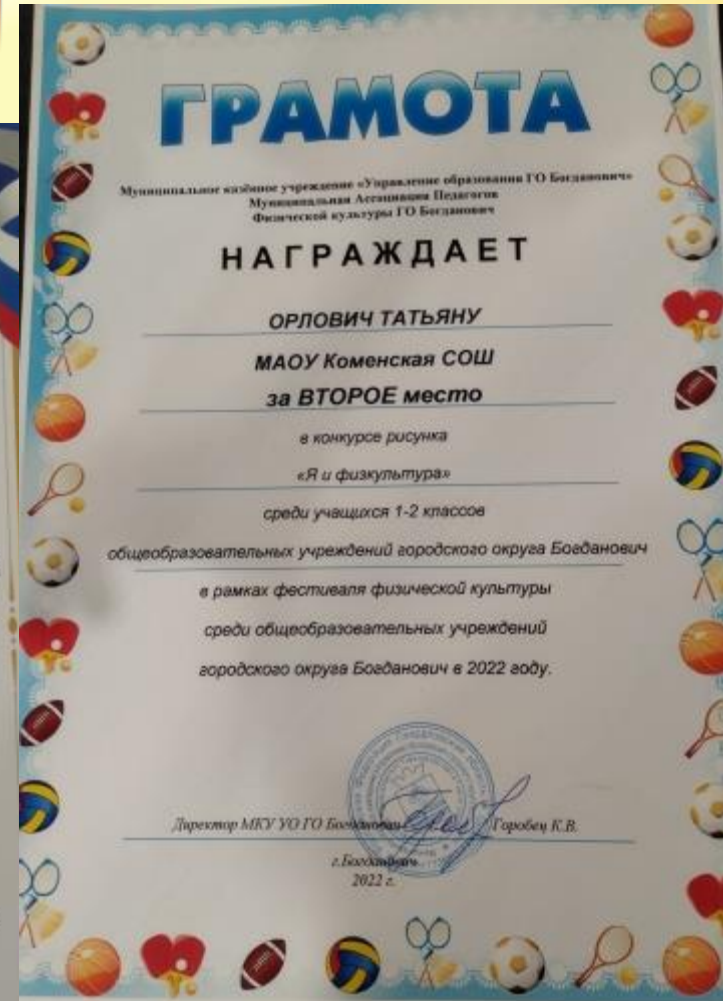 ГРАМОТА
Муниципальное казённое учреждение «Управление образования ГО Богданович»
Муниципальная Ассоциация Педагогов
Физической культуры ГО Богданович
НАГРАЖДАЕТ
ОРЛОВИЧ ТАТЬЯНУ
МАОУ Коменская СОШ
за ВТОРОЕ место
в конкурсе рисунка
«Я и физкультура»
среди учащихся 1-2 классов
общеобразовательных учреждений городского округа Богданович
в рамках фестиваля физической культуры
среди общеобразовательных учреждений
городского округа Богданович в 2022 году.
Директор МКУ УО ГО Богданович Горобец К.В.
г.Богданович
2022 г.